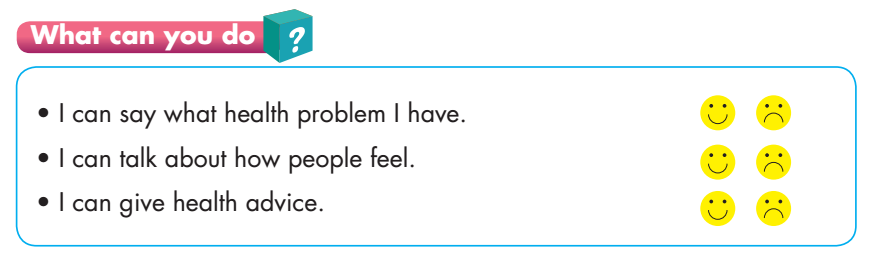 What can you do ?
• I can say what health problem I have.
• I can talk about how people feel.
• I can give health advice.